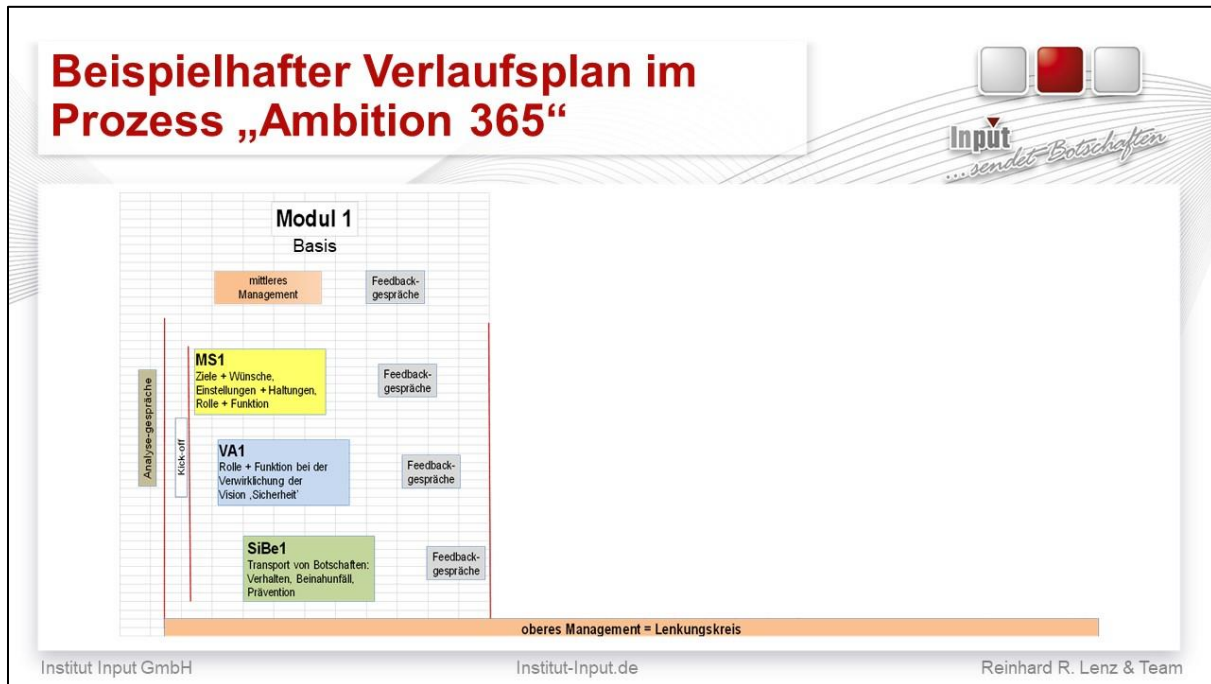 Beispielhafter Verlaufsplan im
Prozess „Ambition 365“
Input
...sendet Botschaften
Modul 1
Basis
mittleres
Management
Feedback-
gespräche
Analyse-gespräche
Kick-off
MS1
Ziele + Wünsche,
Einstellungen + Haltungen,
Rolle + Funktion
Feedback-
gespräche
VA1
Rolle + Funktion bei der
Verwirklichung der
Vision ‚Sicherheit’
Feedback-
gespräche
SiBe1
Transport von Botschaften:
Verhalten, Beinahunfäll,
Prävention
Feedback-
gespräche
oberes Management = Lenkungskreis
Institut Input GmbH
Institut-Input.de
Reinhard R. Lenz & Team